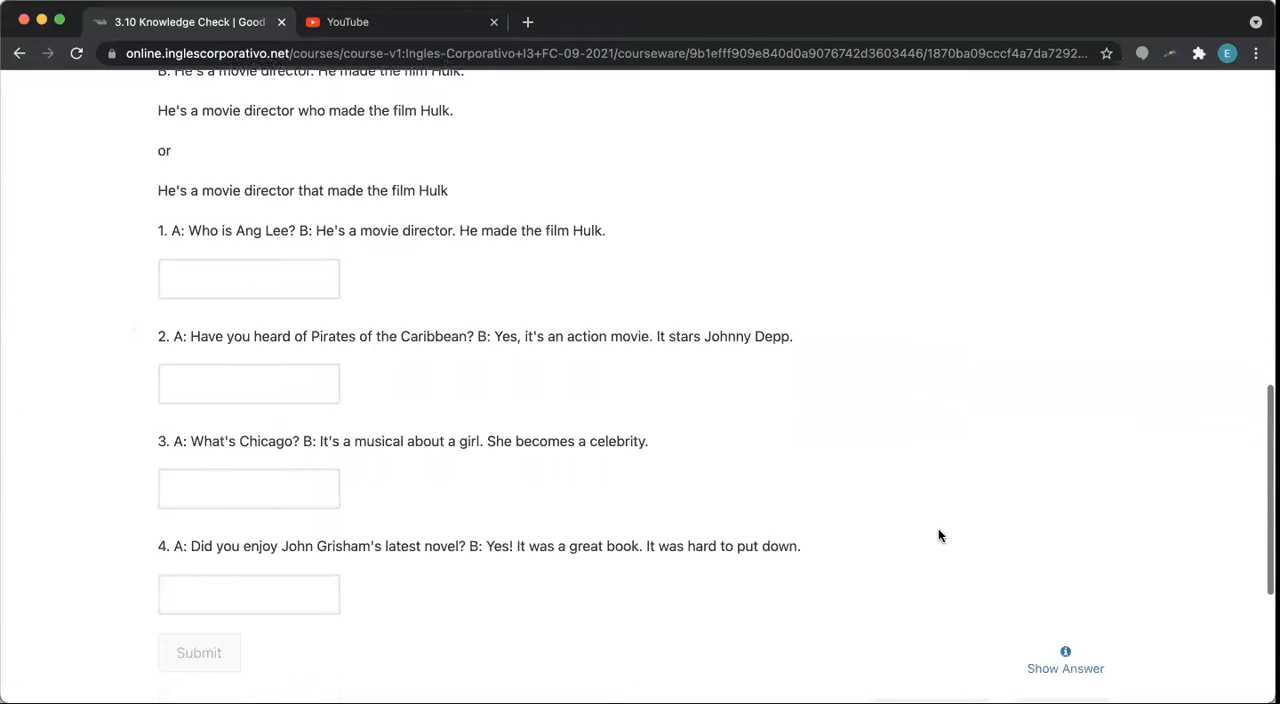 3.10 Knowledge Check | Good
YouTube
online.inglescorporativo.net/courses/course-v1:Ingles-Corporativo+I3+FC-09-2021/courseware/9b1efff909e840d0a9076742d3603446/1870ba09cccf4a7da7292...
E
B: He's a movie director. He made the film Hulk.
He's a movie director who made the film Hulk.
or
He's a movie director that made the film Hulk
1. A: Who is Ang Lee? B: He's a movie director. He made the film Hulk.
2. A: Have you heard of Pirates of the Caribbean? B: Yes, it's an action movie. It stars Johnny Depp.
3. A: What's Chicago? B: It's a musical about a girl. She becomes a celebrity.
4. A: Did you enjoy John Grisham's latest novel? B: Yes! It was a great book. It was hard to put down.
Submit
Show Answer